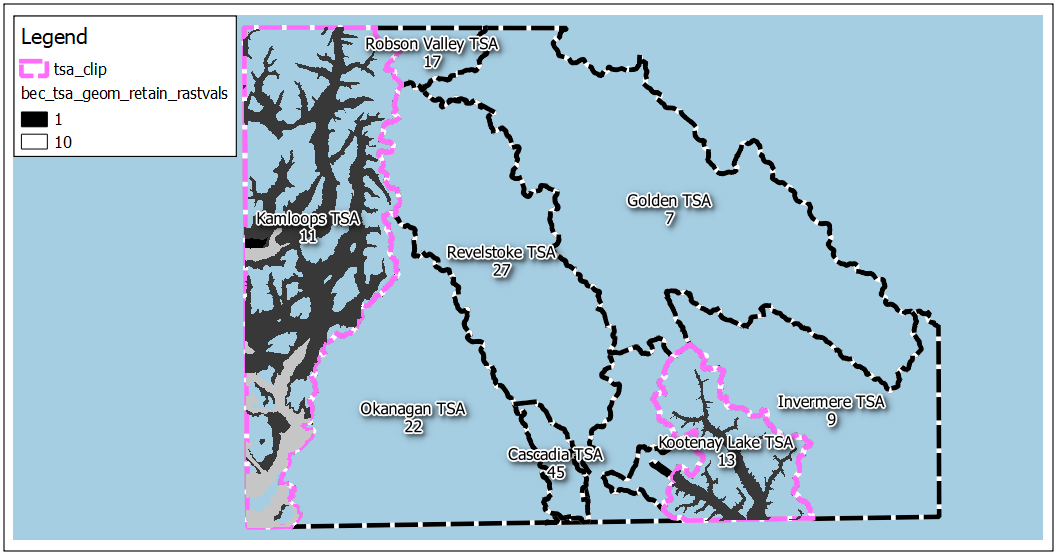 Legend
tsa_clip
bec_tsa_geom_retain_rastvals
1
10
Robson Valley TSA
17
Kamloops TSA
11
Golden TSA
7
Revelstoke TSA
27
Okanagan TSA
22
Invermere TSA
9
Kootenay Lake TSA
13
Cascadia TSA
45